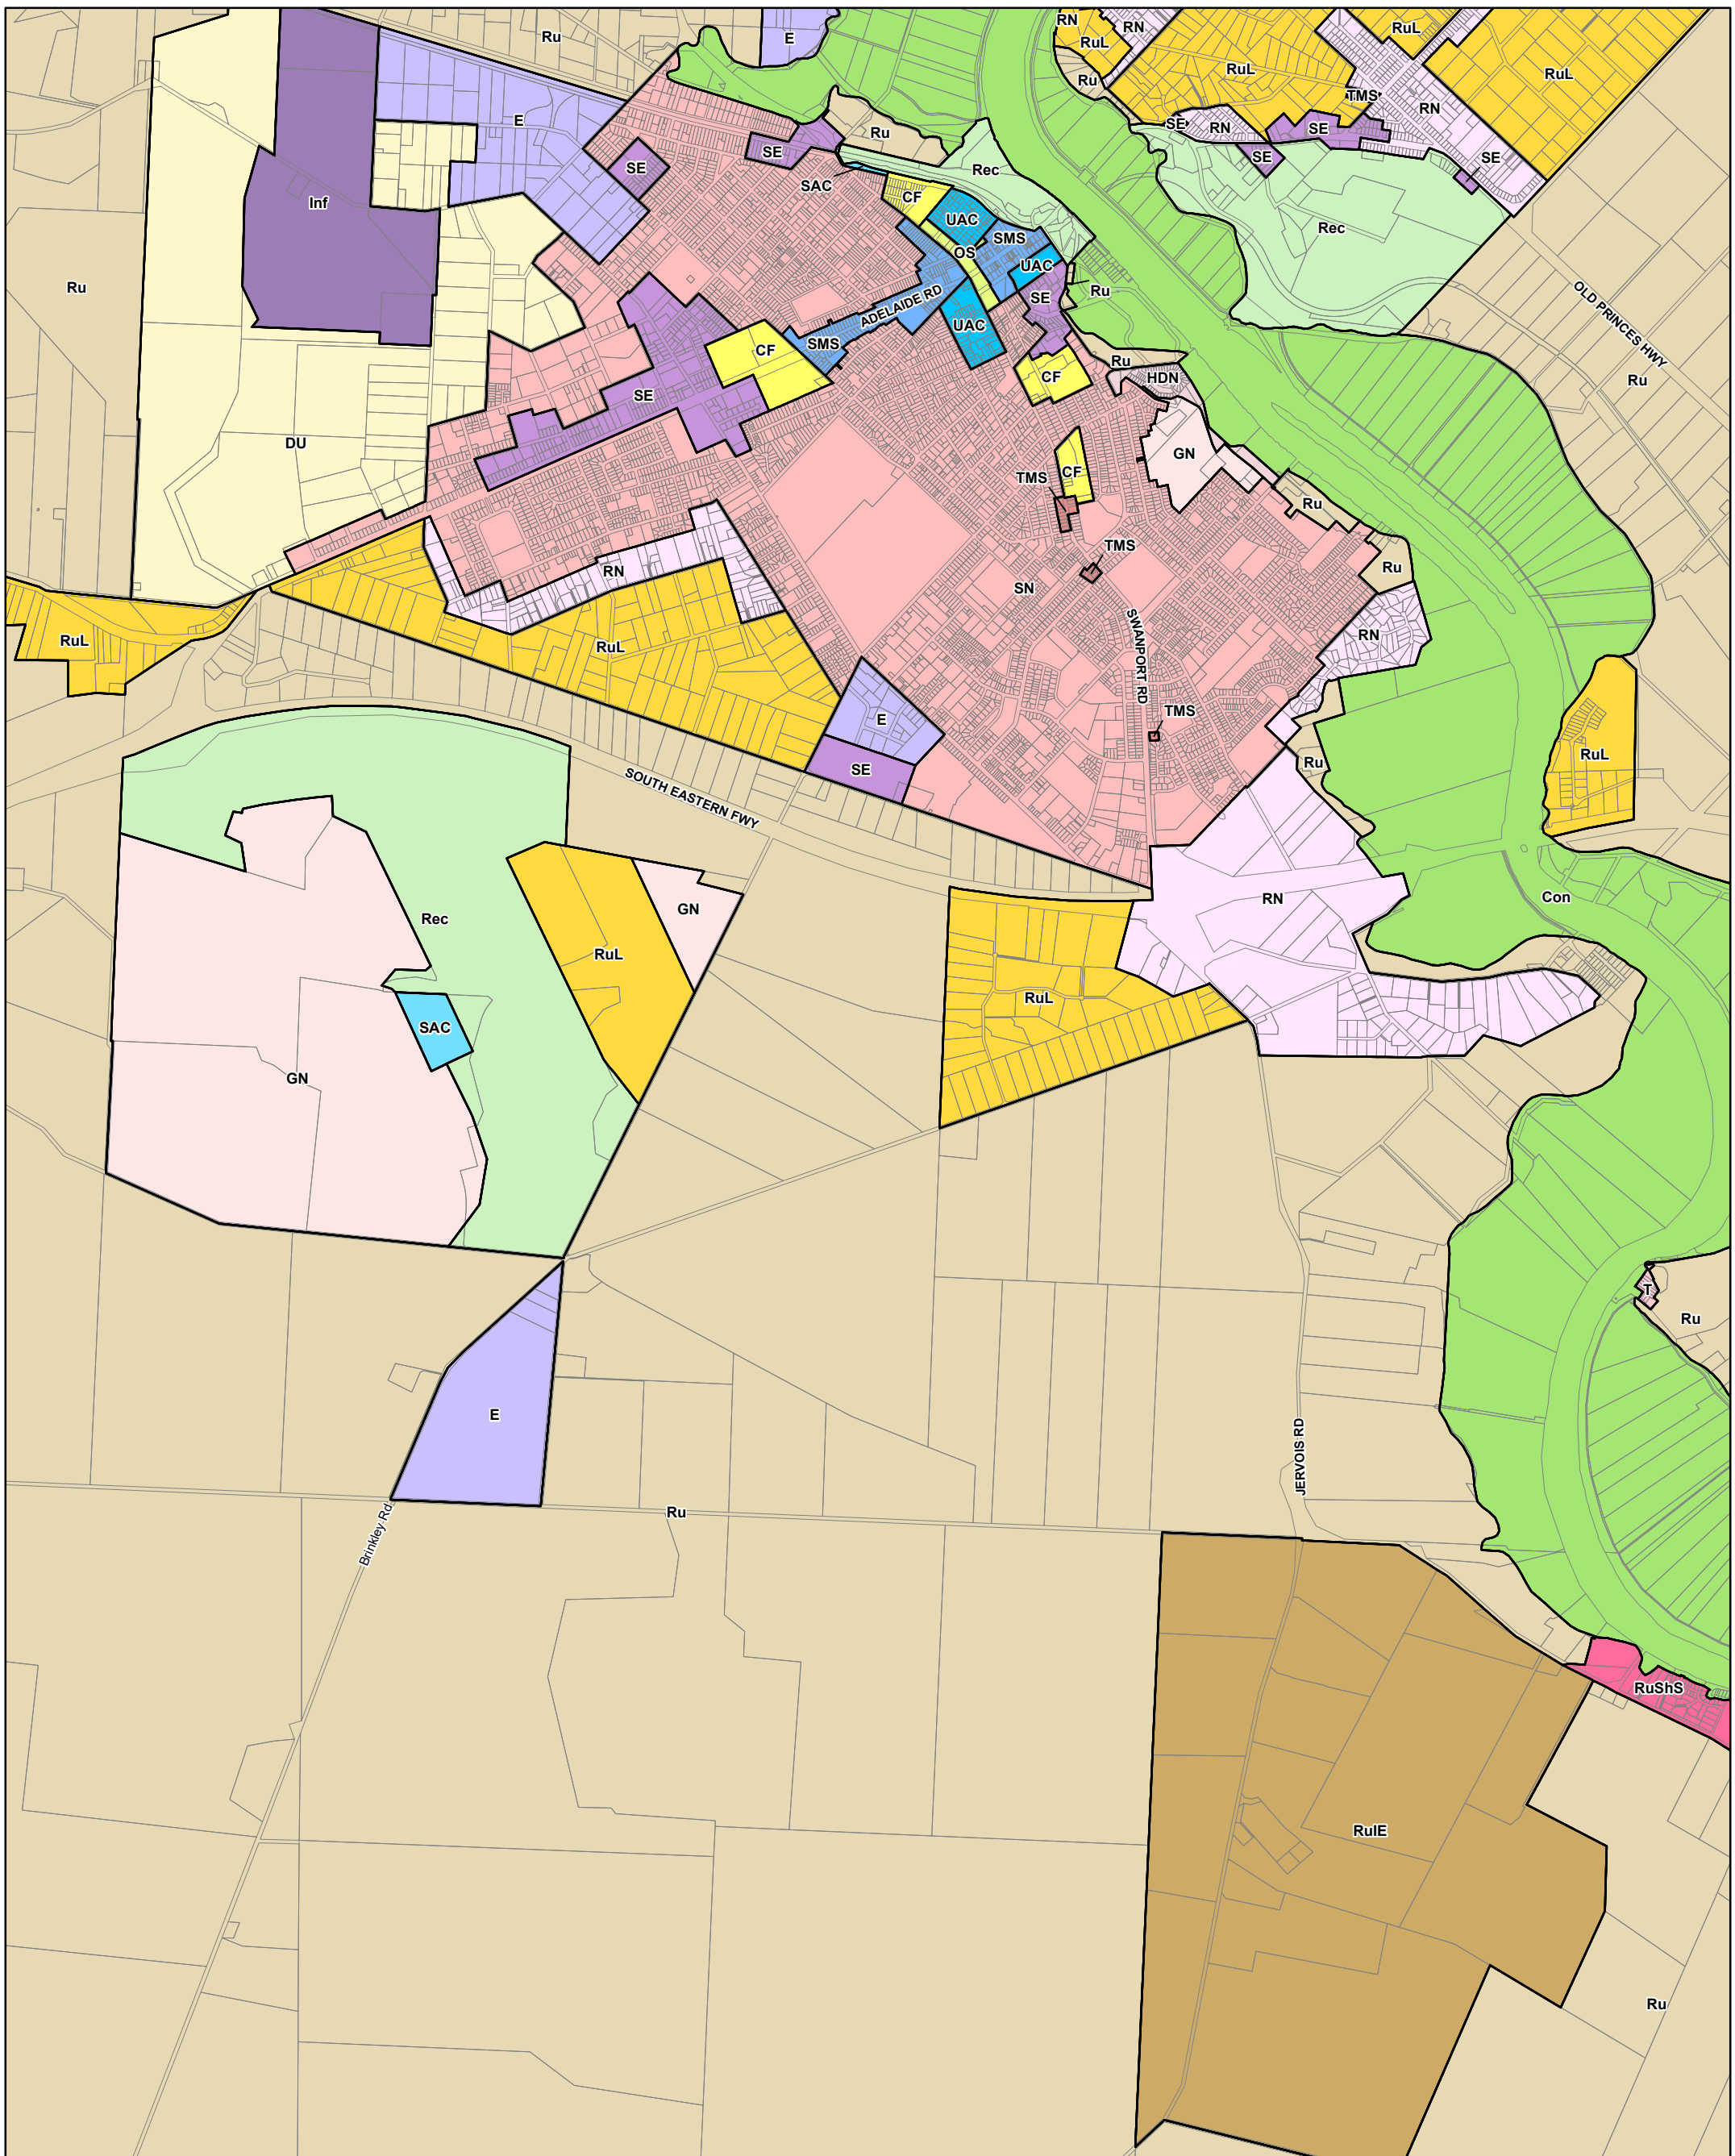 RN
RN
RuL
Ru
E
RuL
RuL
RuL
Ru
TMS
RN
E
SE
RN
SE
Ru
SE
SE
SE
SE
Rec
SAC
CF
Inf
UAC
Rec
SMS
OS
UAC
Ru
SE
Ru
ADELAIDE RD
OLD PRINCES HWY
UAC
SMS
CF
Ru
CF
HDN
Ru
SE
DU
GN
CF
TMS
Ru
TMS
Ru
RN
SN
RN
RuL
RuL
SWANPORT RD
TMS
E
RuL
Ru
SE
SOUTH EASTERN FWY
Con
RN
GN
Rec
RuL
RuL
SAC
GN
T
Ru
E
JERVOIS RD
Ru
Brinkley Rd
RuShS
RuIE
Ru